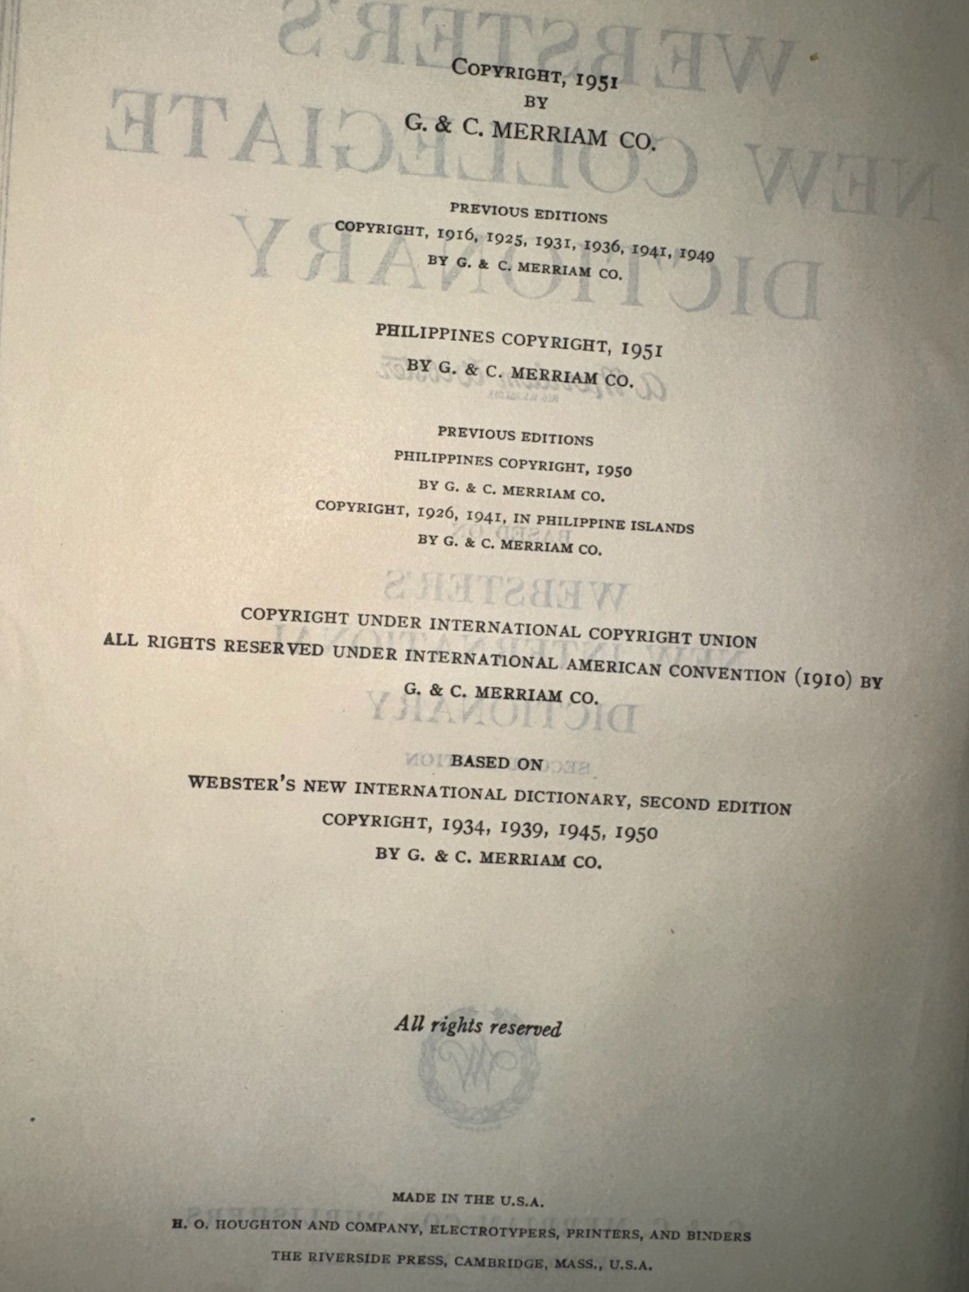 COPYRIGHT, 1951
BY
G. & C. MERRIAM CO.
PREVIOUS EDITIONS
COPYRIGHT, 1916, 1925, 1931, 1936, 1941, 1949
BY G. & C. MERRIAM CO.
PHILIPPINES COPYRIGHT, 1951
BY G. & C. MERRIAM CO.
PREVIOUS EDITIONS
PHILIPPINES COPYRIGHT, 1950
BY G. & C. MERRIAM CO.
COPYRIGHT, 1926, 1941, IN PHILIPPINE ISLANDS
BY G. & C. MERRIAM CO.
COPYRIGHT UNDER INTERNATIONAL COPYRIGHT UNION
ALL RIGHTS RESERVED UNDER INTERNATIONAL AMERICAN CONVENTION (1910) BY
G. & C. MERRIAM CO.
BASED ON
WEBSTER'S NEW INTERNATIONAL DICTIONARY, SECOND EDITION
COPYRIGHT, 1934, 1939, 1945, 1950
BY G. & C. MERRIAM CO.
All rights reserved
MADE IN THE U.S.A.
H. O. HOUGHTON AND COMPANY, ELECTROTYPERS, PRINTERS, AND BINDERS
THE RIVERSIDE PRESS, CAMBRIDGE, MASS., U.S.A.